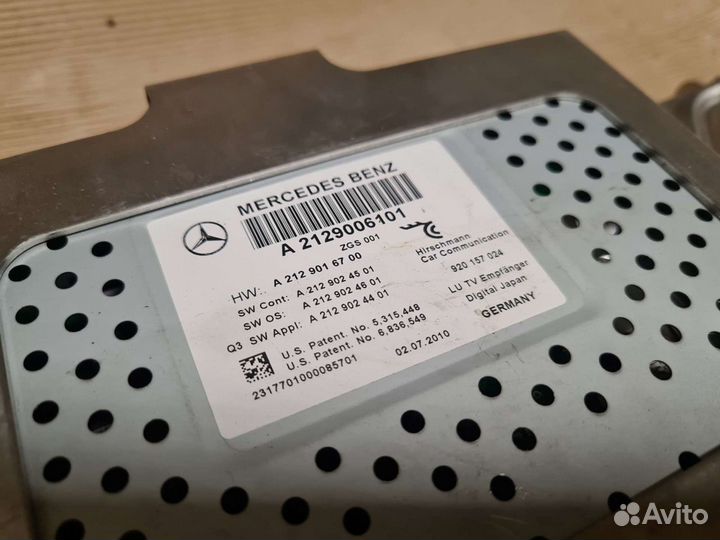 MERCEDES BENZ
A 2129006101
ZGS 001
Hirschmann
Car Communication
HW: A 212 901 67 00
920 157 024
SW Cont: A 212 902 45 01
SW OS: A 212 902 46 01
Q3 SW Appl: A 212 902 44 01
LU TV Empfänger
Digital Japan
GERMANY
U.S. Patent. No. 5,315,448
U.S. Patent. No. 6,836,549
02.07.2010
2317701000085701
Avito